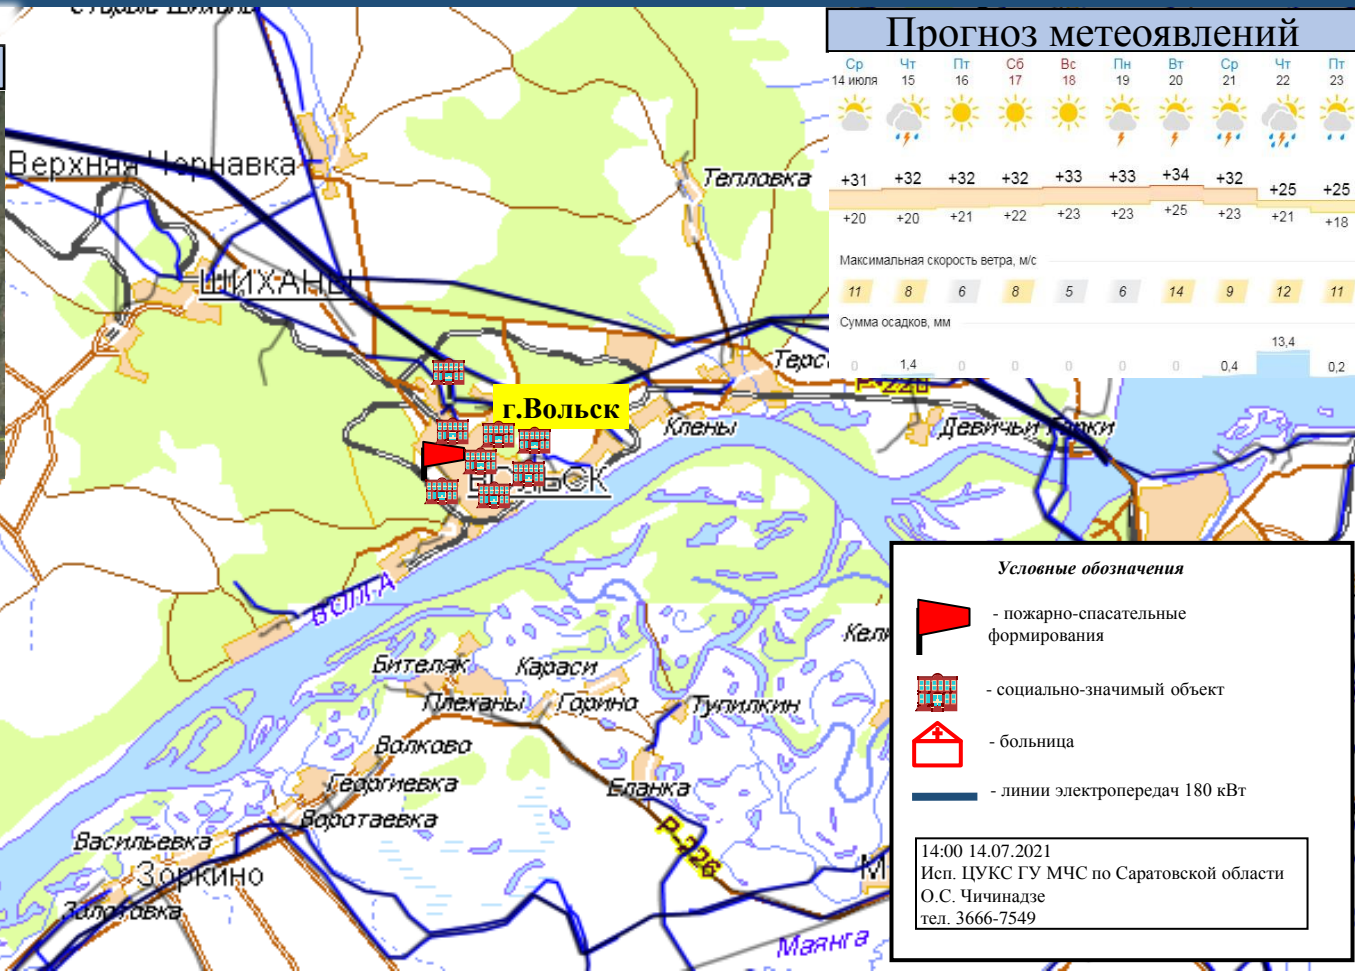 Старые Шиханы
Прогноз метеоявлений
Ср Чт Пт Сб Вс Пн Вт Ср Чт Пт
14 июля 15 16 17 18 19 20 21 22 23
+31 +32 +32 +32 +33 +33 +34 +32 +25 +25
+20 +20 +21 +22 +23 +23 +25 +23 +21 +18
Максимальная скорость ветра, м/с
11 8 6 8 5 6 14 9 12 11
Сумма осадков, мм
0 1,4 0 0 0 0 0 0,4 13,4 0,2
Верхняя Чернавка
Тепловка
ШИХАНЫ
Терс
Р-226
г.Вольск
Клены
Девичьи Горки
ВОЛЬСК
ВОЛГА
Бителяк
Караси
Плеханы
Горино
Тупилкин
Волково
Георгиевка
Еланка
Воротаевка
Р-226
Васильевка
Зоркино
Золотовка
М
Маянга
Условные обозначения
- пожарно-спасательные
формирования
- социально-значимый объект
- больница
- линии электропередач 180 кВт
14:00 14.07.2021
Исп. ЦУКС ГУ МЧС по Саратовской области
О.С. Чичинадзе
тел. 3666-7549